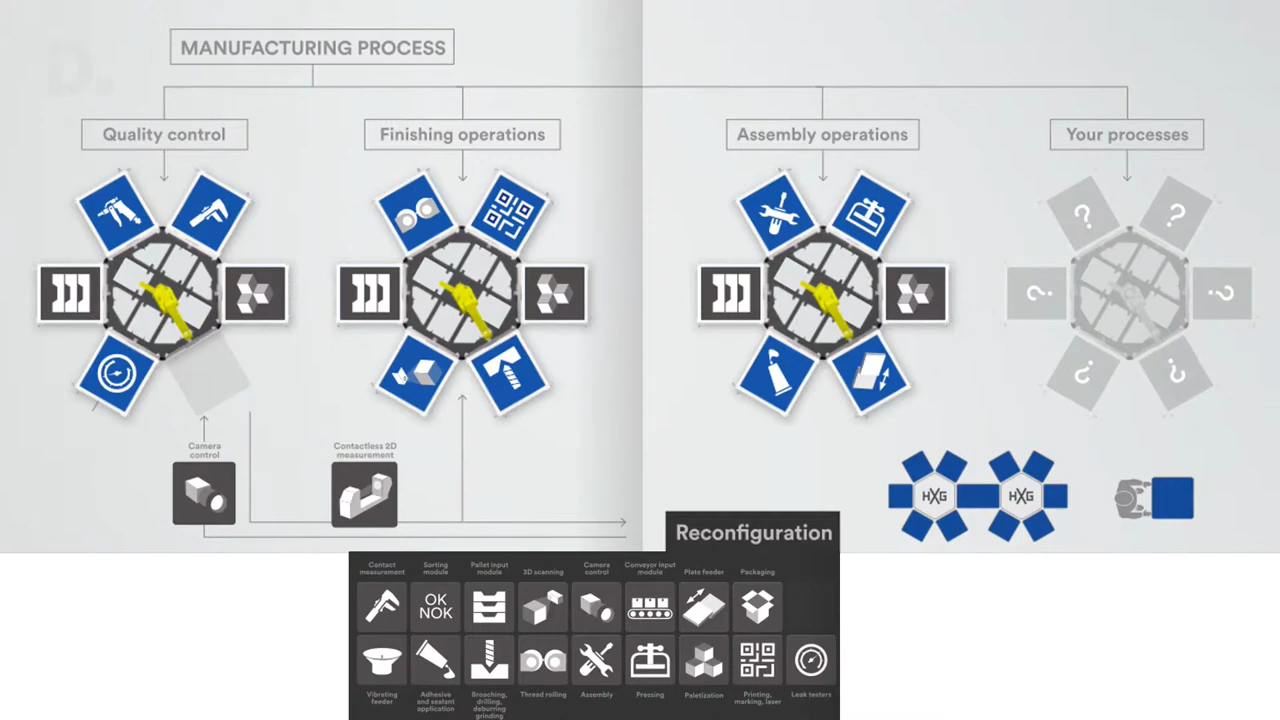 D.
MANUFACTURING PROCESS
Quality control
Finishing operations
Assembly operations
Your processes
? ?
? ?
? ?
Camera
control
Contactless 2D
measurement
HXG HXG
Reconfiguration
Contact
measurement
Sorting
module
Pallet input
module
3D scanning
Camera
control
Conveyor input
module
Plate feeder
Packaging
OK
NOK
Vibrating
feeder
Adhesive
and sealant
application
Broaching,
drilling,
deburring
grinding
Thread rolling
Assembly
Pressing
Paletization
Printing,
marking, laser
Leak testers